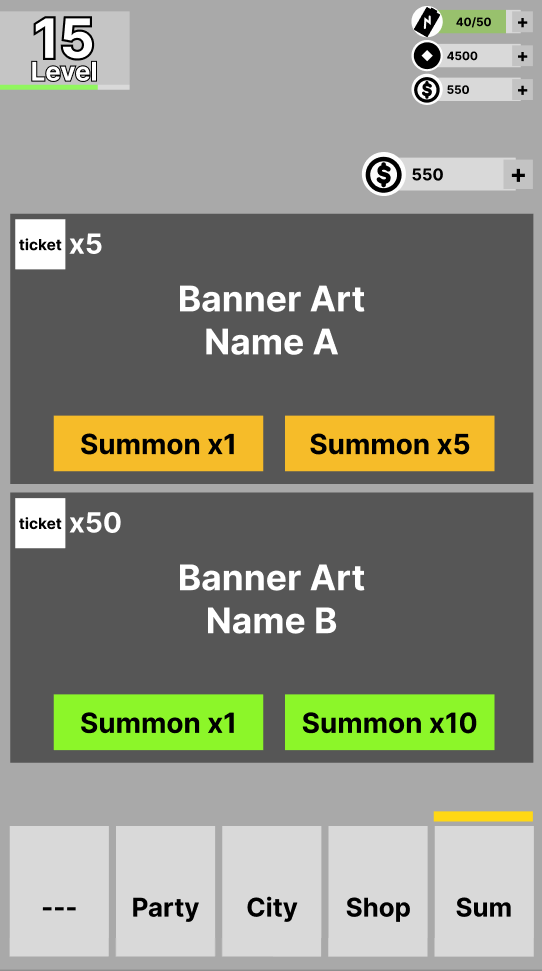 15
Level
40/50 +
4500 +
550 +
550 +
ticket x5
Banner Art
Name A
Summon x1
Summon x5
ticket x50
Banner Art
Name B
Summon x1
Summon x10
---
Party
City
Shop
Sum